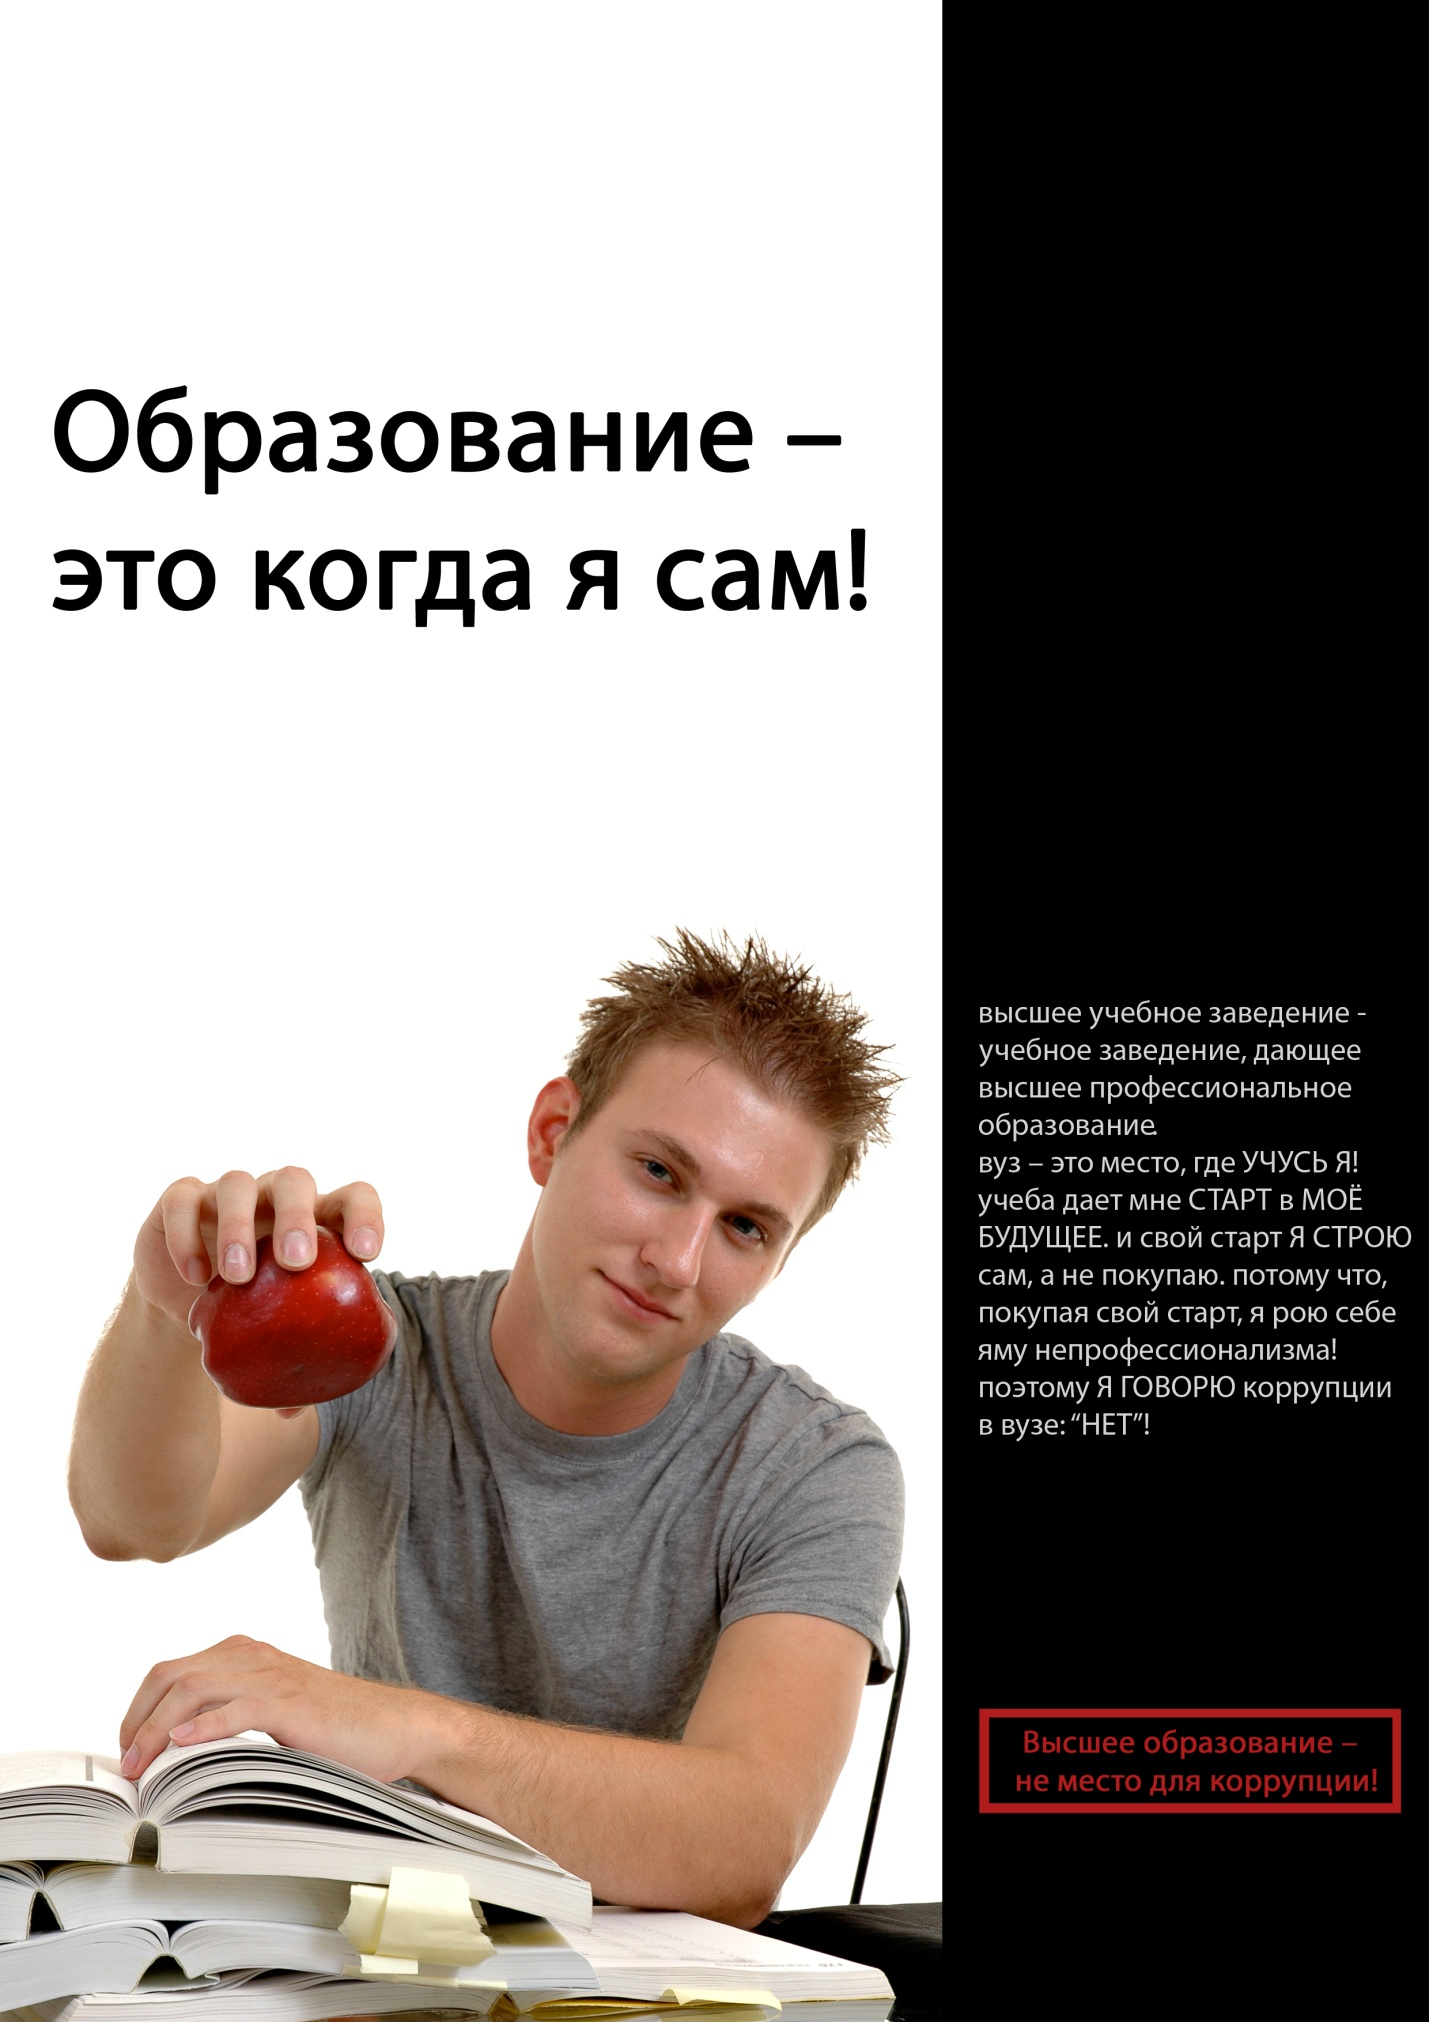 Образование –
это когда я сам!
высшее учебное заведение -
учебное заведение, дающее
высшее профессиональное
образование.
вуз – это место, где УЧУСЬ Я!
учеба дает мне СТАРТ в МОЁ
БУДУЩЕЕ. и свой старт Я СТРОЮ
сам, а не покупаю. потому что,
покупая свой старт, я рою себе
яму непрофессионализма!
поэтому Я ГОВОРЮ коррупции
в вузе: “НЕТ”!
Высшее образование –
не место для коррупции!